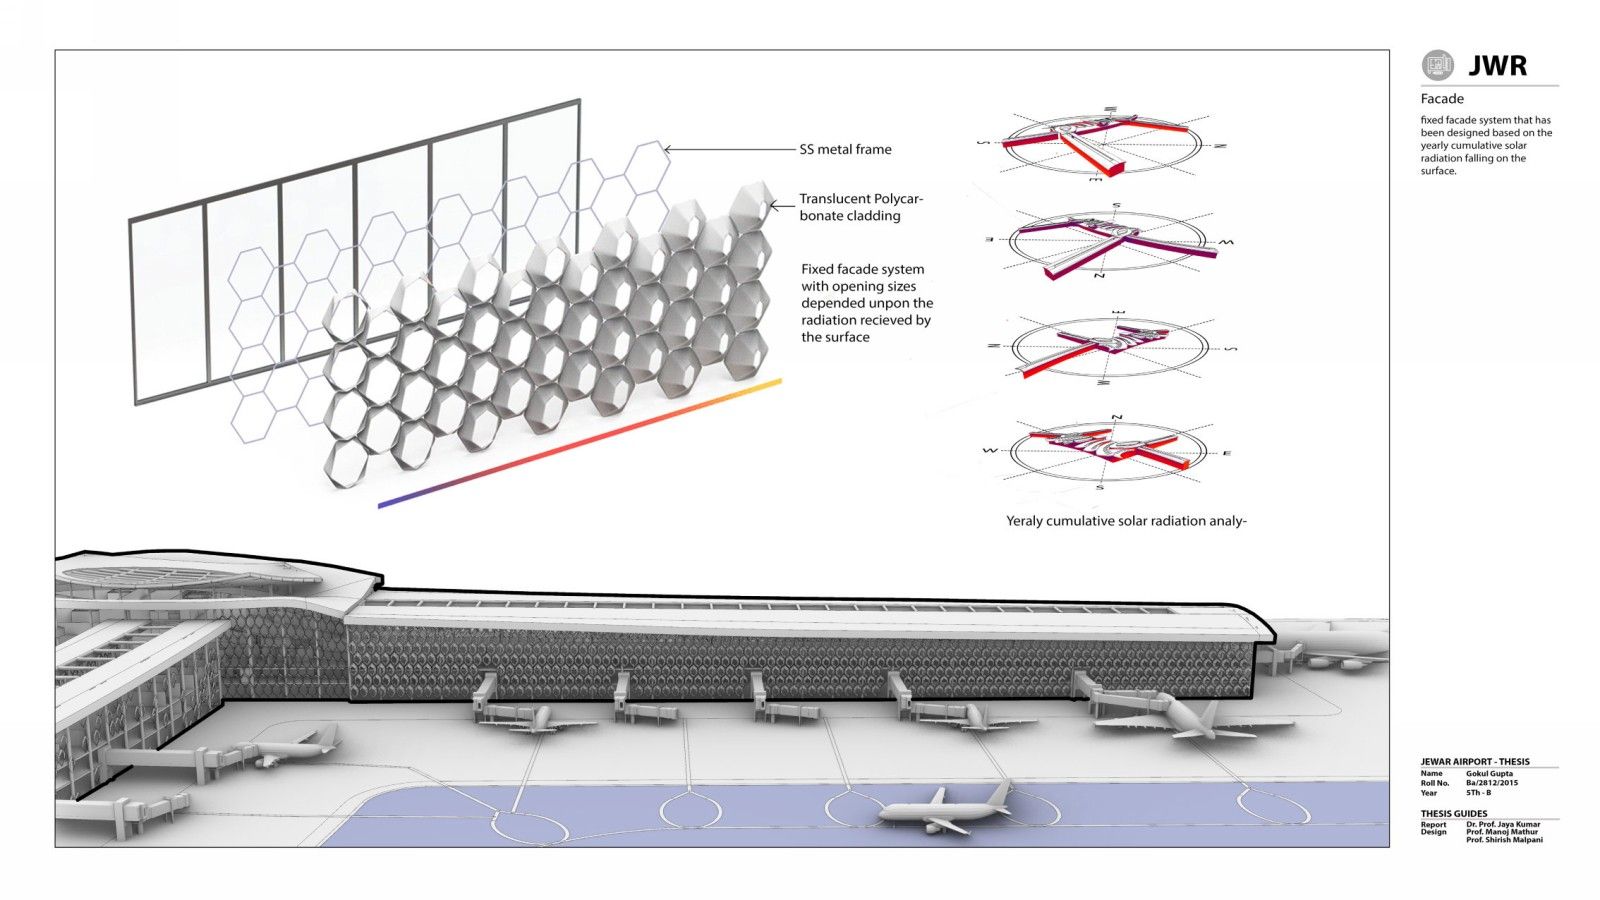 JWR
Facade
fixed facade system that has
been designed based on the
yearly cumulative solar
radiation falling on the
surface.
SS metal frame
Translucent Polycar-
bonate cladding
Fixed facade system
with opening sizes
depended unpon the
radiation recieved by
the surface
S
N
E
S
E
W
N
E
N
S
N
W
E
S
Yeraly cumulative solar radiation analy-
JEWAR AIRPORT - THESIS
Name Gokul Gupta
Roll No. Ba/2812/2015
Year 5Th - B
THESIS GUIDES
Report Dr. Prof. Jaya Kumar
Design Prof. Manoj Mathur
Prof. Shirish Malpani